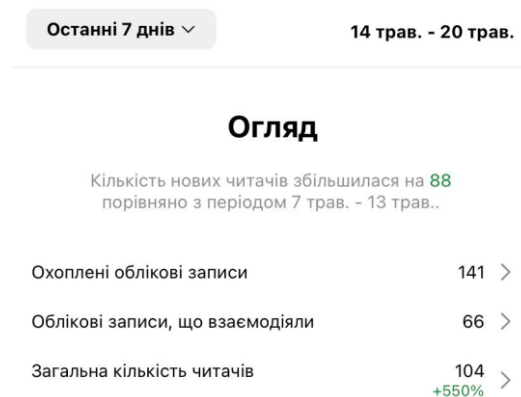 Останні 7 днів
14 трав. - 20 трав.
Огляд
Кількість нових читачів збільшилася на 88
порівняно з періодом 7 трав. - 13 трав..
Охоплені облікові записи 141
Облікові записи, що взаємодіяли 66
Загальна кількість читачів 104
+550%